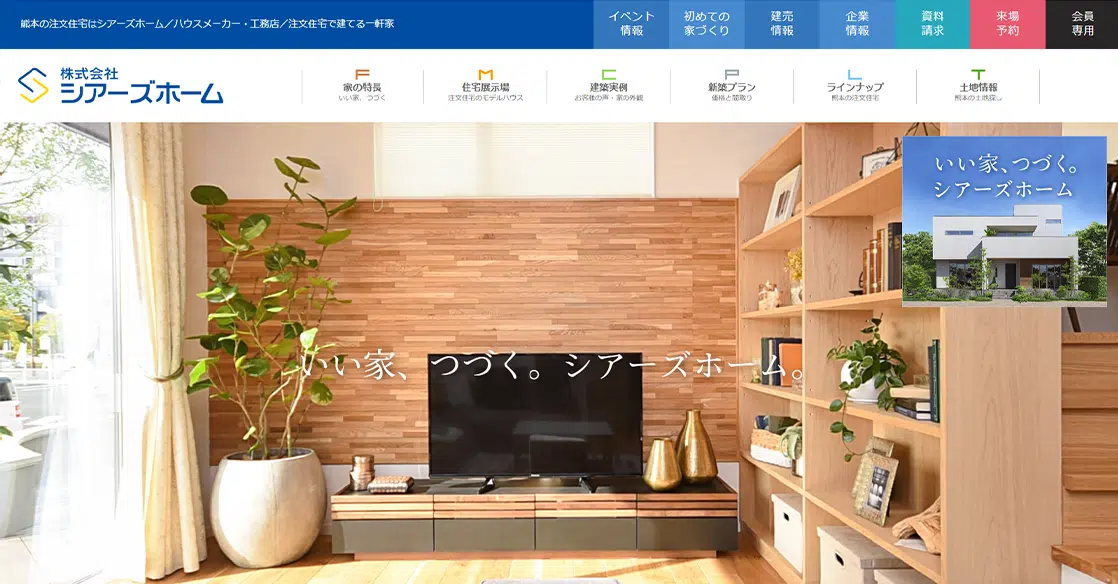 熊本の注文住宅はシアーズホーム／ハウスメーカー・工務店／注文住宅で建てる一軒家
イベント
情報
初めての
家づくり
建売
情報
企業
情報
資料
請求
来場
予約
会員
専用
株式会社
シアーズホーム
F
家の特長
いい家、つづく
M
住宅展示場
注文住宅のモデルハウス
C
建築実例
お客様の声・家の外観
P
新築プラン
価格と間取り
L
ラインナップ
熊本の注文住宅
T
土地情報
熊本の土地探し
いい家、つづく。
シアーズホーム
いい家、つづく。シアーズホーム。